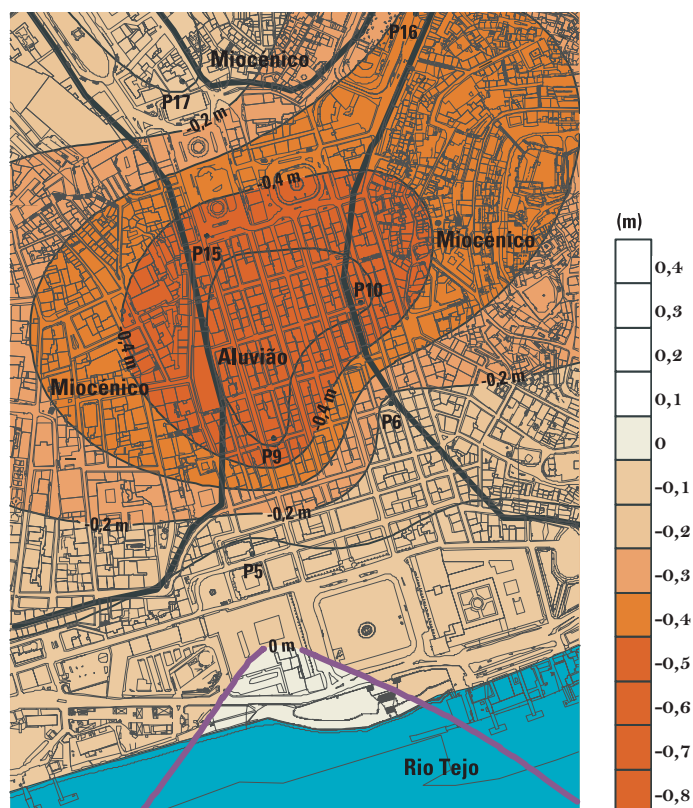 P16
Miocénico
P17
-0,2 m
-0,4 m
Miocénico
P15
P10
-0,4 m
Aluvião
Miocénico
-0,2 m
-0,4 m
P6
P9
-0,2 m
-0,2 m
P5
0 m
Rio Tejo
(m)
0,4
0,3
0,2
0,1
0
-0,1
-0,2
-0,3
-0,4
-0,5
-0,6
-0,7
-0,8